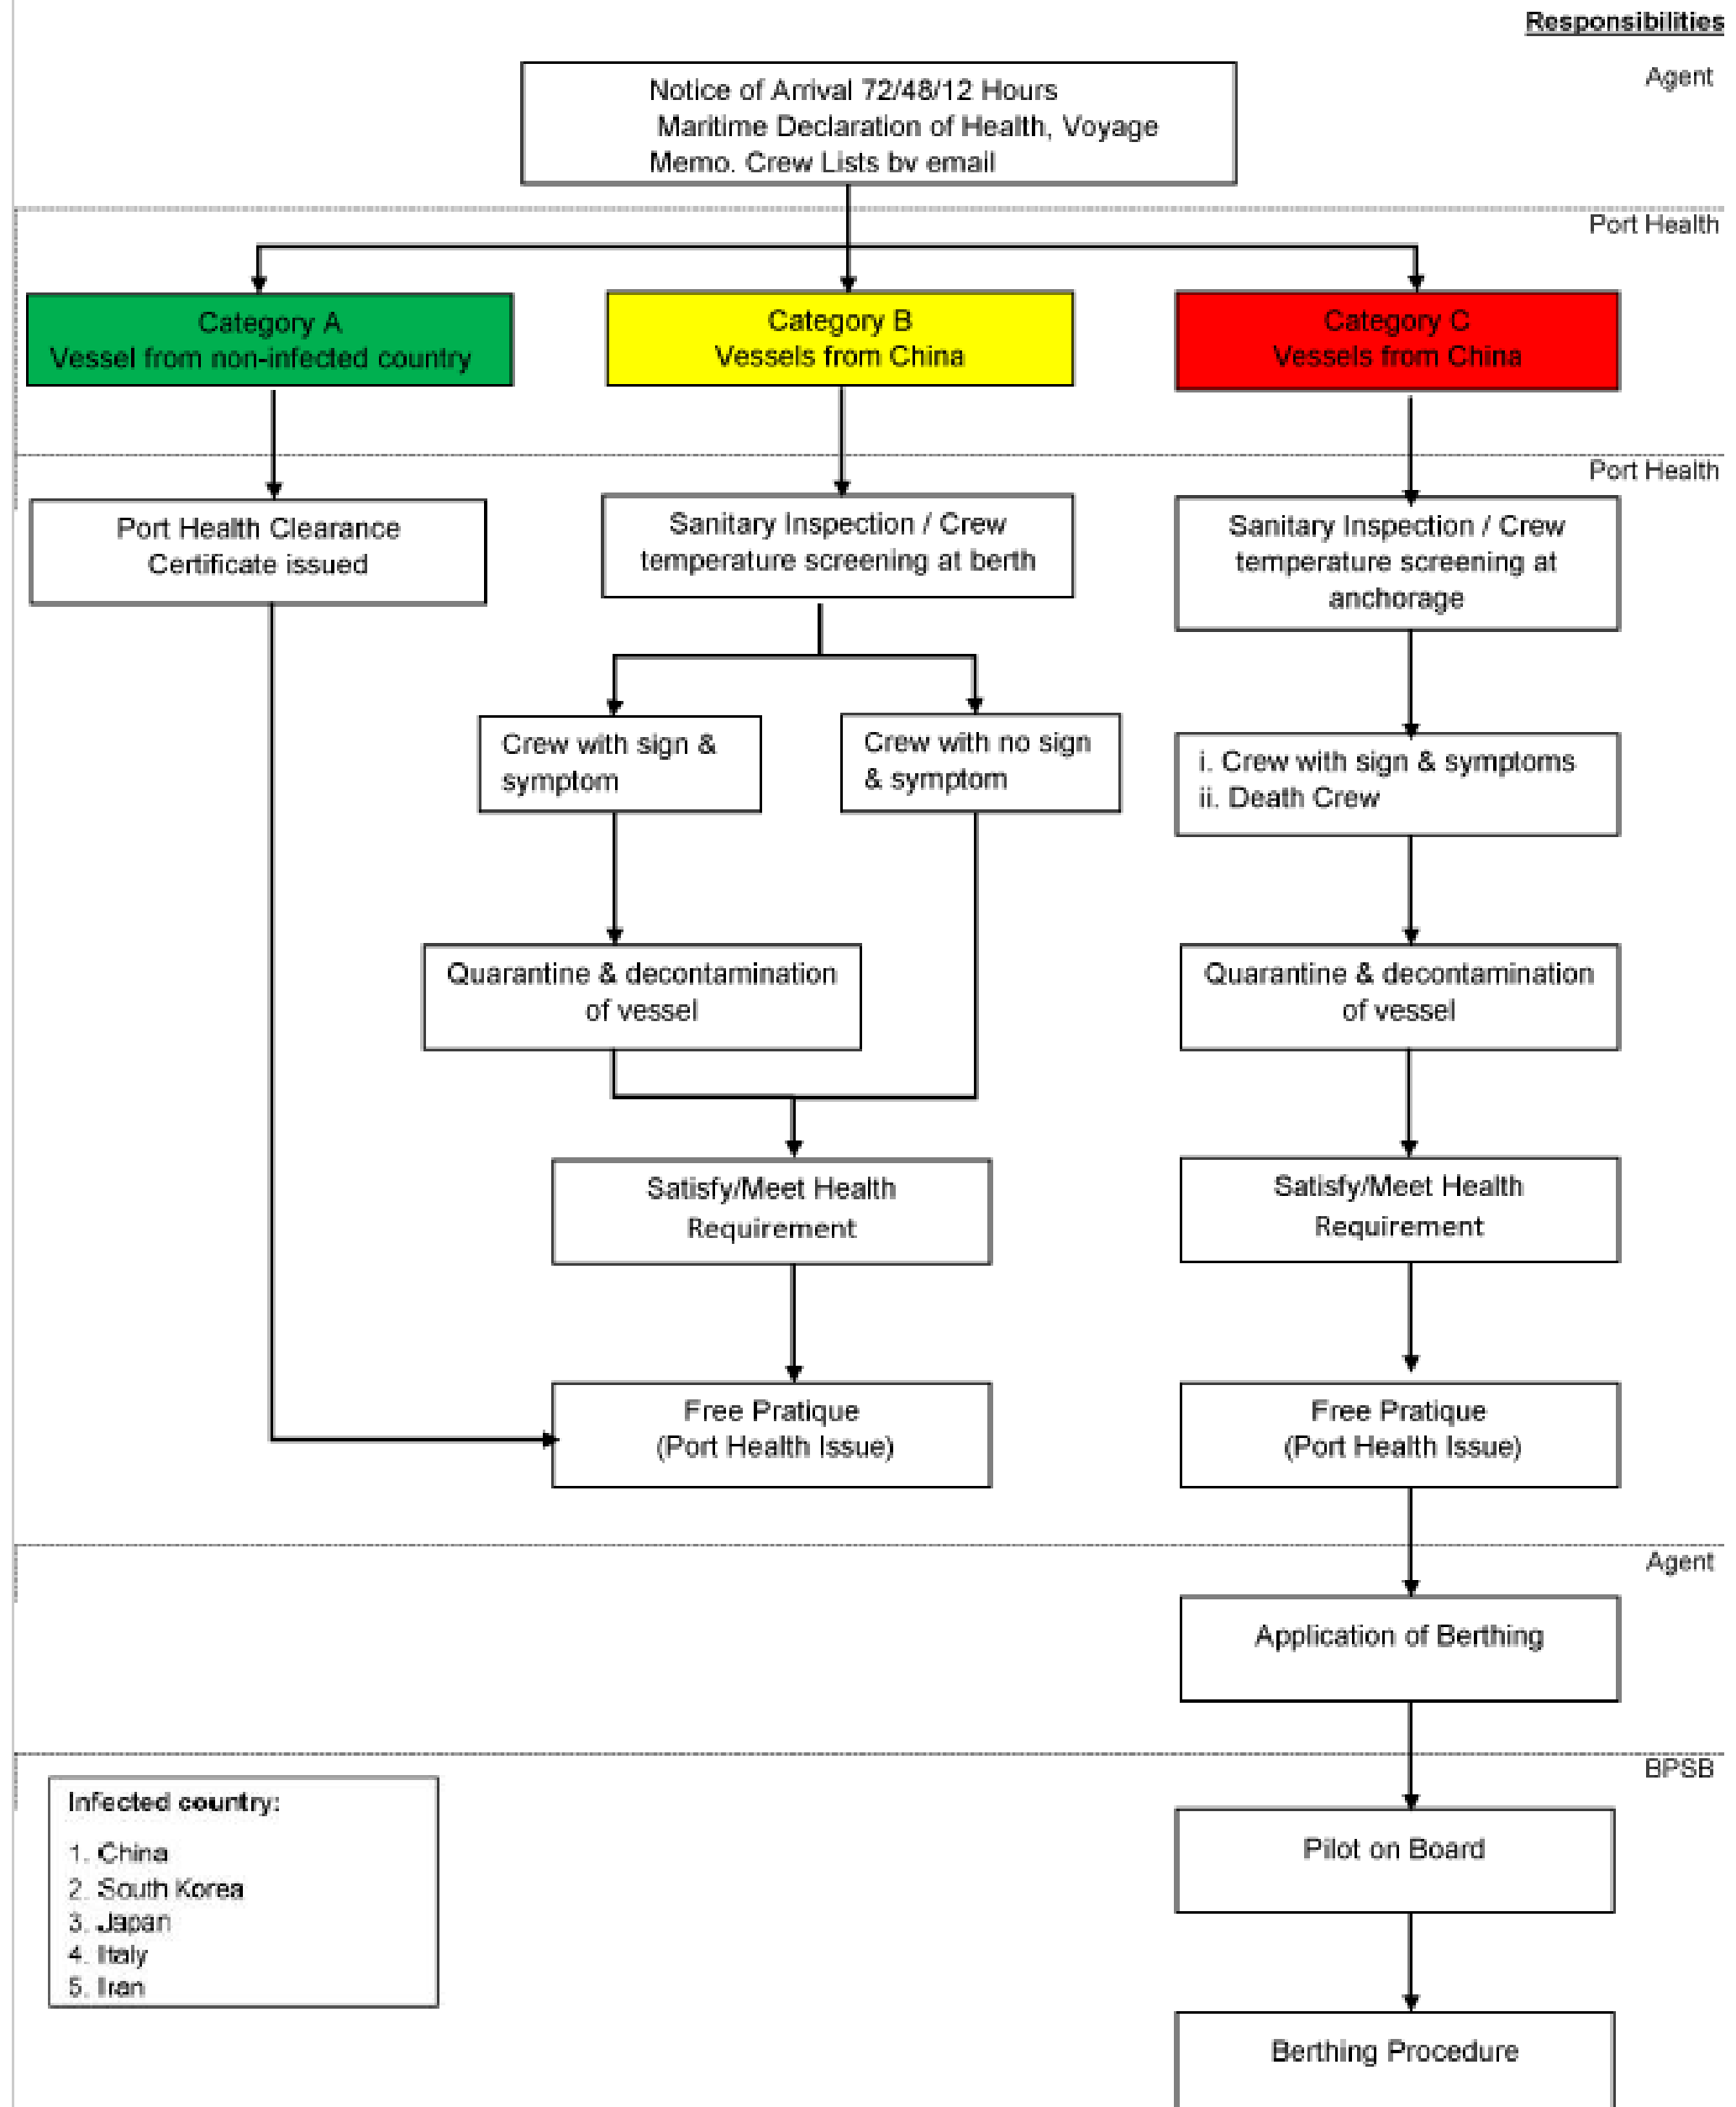 Responsibilities
Agent
Notice of Arrival 72/48/12 Hours
Maritime Declaration of Health, Voyage
Memo. Crew Lists by email
Port Health
Category A
Vessel from non-infected country
Category B
Vessels from China
Category C
Vessels from China
Port Health
Port Health Clearance
Certificate issued
Sanitary Inspection / Crew
temperature screening at berth
Sanitary Inspection / Crew
temperature screening at
anchorage
Crew with sign &
symptom
Crew with no sign
& symptom
i. Crew with sign & symptoms
ii. Death Crew
Quarantine & decontamination
of vessel
Quarantine & decontamination
of vessel
Satisfy/Meet Health
Requirement
Satisfy/Meet Health
Requirement
Free Pratique
(Port Health Issue)
Free Pratique
(Port Health Issue)
Agent
Application of Berthing
BPSB
Infected country:
1. China
2. South Korea
3. Japan
4. Italy
5. Iran
Pilot on Board
Berthing Procedure